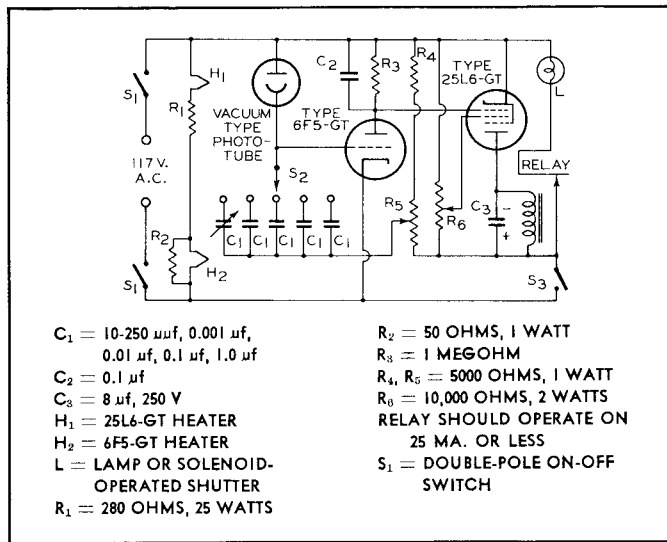 S1
H1
R1
117 V.
A.C.
R2
H2
S1
VACUUM
TYPE
PHOTO-
TUBE
S2
C1
C1
C1
C1
C1
C2
R3
R4
TYPE
6F5-GT
R5
R6
TYPE
25L6-GT
L
RELAY
C3
-
+
S3
C1 = 10-250 μμf, 0.001 μf,
0.01 μf, 0.1 μf, 1.0 μf
C2 = 0.1 μf
C3 = 8 μf, 250 V
H1 = 25L6-GT HEATER
H2 = 6F5-GT HEATER
L = LAMP OR SOLENOID-
OPERATED SHUTTER
R1 = 280 OHMS, 25 WATTS
R2 = 50 OHMS, 1 WATT
R3 = 1 MEGOHM
R4, R5 = 5000 OHMS, 1 WATT
R6 = 10,000 OHMS, 2 WATTS
RELAY SHOULD OPERATE ON
25 MA. OR LESS
S1 = DOUBLE-POLE ON-OFF
SWITCH